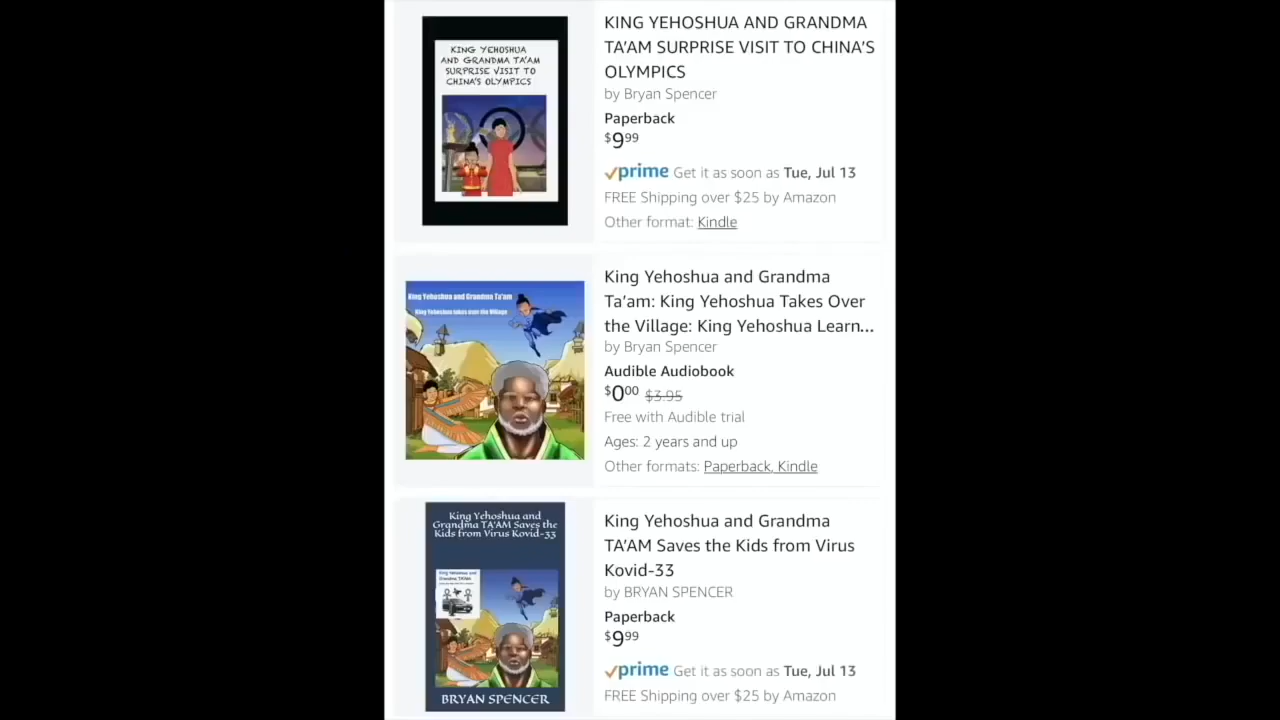 KING YEHOSHUA
AND GRANDMA TA'AM
SURPRISE VISIT TO
CHINA'S OLYMPICS
KING YEHOSHUA AND GRANDMA
TA’AM SURPRISE VISIT TO CHINA’S
OLYMPICS
by Bryan Spencer
Paperback
$9.99
prime Get it as soon as Tue, Jul 13
FREE Shipping over $25 by Amazon
Other format: Kindle
King Yehoshua and Grandma Ta'am
King Yehoshua takes over the Village
King Yehoshua and Grandma
Ta’am: King Yehoshua Takes Over
the Village: King Yehoshua Learn...
by Bryan Spencer
Audible Audiobook
$0.00 $3.95
Free with Audible trial
Ages: 2 years and up
Other formats: Paperback, Kindle
King Yehoshua and
Grandma TA'AM Saves the
Kids from Virus Kovid-33
King Yehoshua and
Grandma TA'AM
BRYAN SPENCER
King Yehoshua and Grandma
TA’AM Saves the Kids from Virus
Kovid-33
by BRYAN SPENCER
Paperback
$9.99
prime Get it as soon as Tue, Jul 13
FREE Shipping over $25 by Amazon